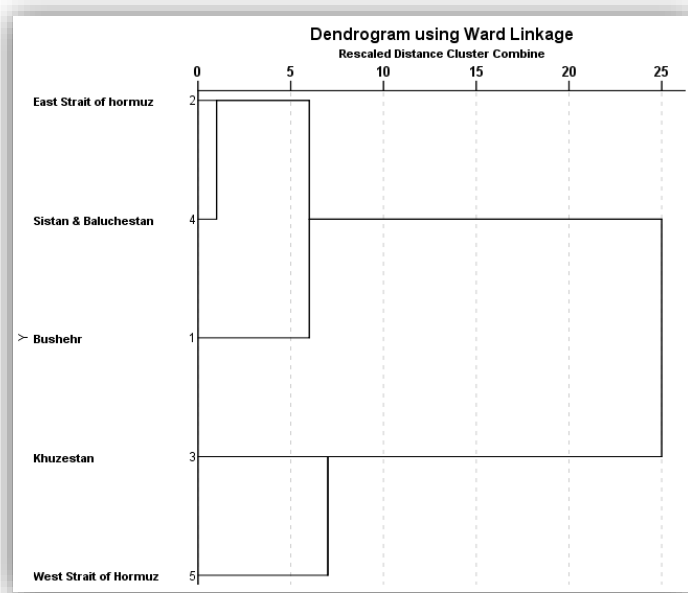 Dendrogram using Ward Linkage
Rescaled Distance Cluster Combine
0 5 10 15 20 25
East Strait of hormuz 2
Sistan & Baluchestan 4
Y Bushehr 1
Khuzestan 3
West Strait of Hormuz 5